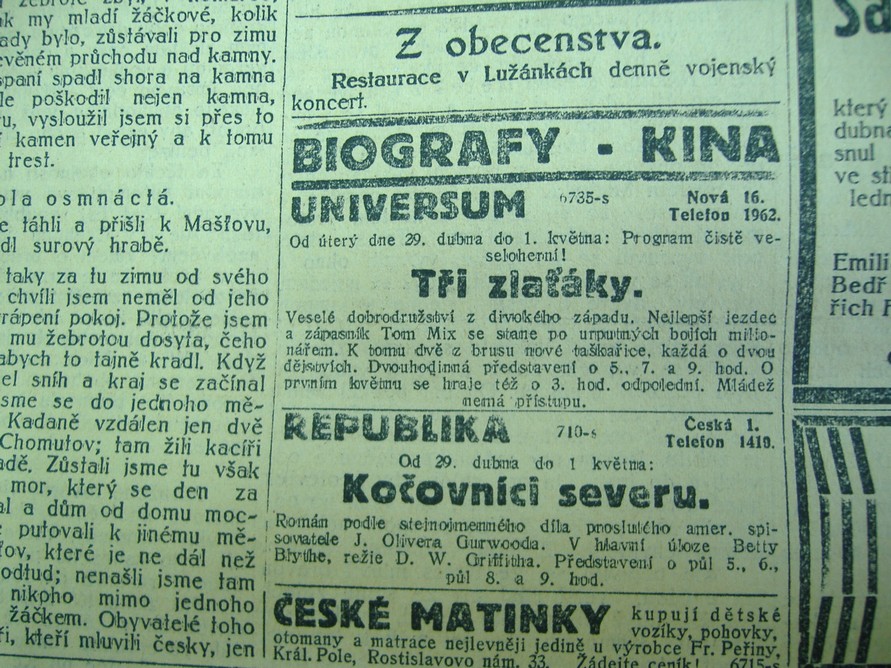 ak my mladí žáčkové, kolik
ady bylo, zůstávali pro zimu
evěném průchodu nad kamny.
spaní spadl shora na kamna
le poškodil nejen kamna,
u, vysloužil jsem si přes to
í kamen veřejný a k tomu
trest.
ola osmnáctá.
e táhli a přišli k Mašťovu,
dl surový hrabě.
taky za tu zimu od svého
chvíli jsem neměl od jeho
rápení pokoj. Protože jsem
mu žebrotou dosyta, čeho
abych to tajně kradl. Když
el sníh a kraj se začínal
sme se do jednoho mě-
Kadaně vzdálen jen dvě
Chomutov; tam žili kacíři
adě. Zůstali jsme tu však
mor, který se den za
al a dům od domu moc-
putovali k jinému mě-
ťov, které je ne dál než
odtud; nenašli jsme tam
nikoho mimo jednoho
žáčkem. Obyvatelé toho
ři, kteří mluvili česky, jen
Z obecenstva.
Restaurace v Lužánkách denně vojenský
koncert.
BIOGRAFY - KINA
UNIVERSUM 6735-s Nová 16.
Telefon 1962.
Od úterý dne 29. dubna do 1. května: Program čistě ve-
seloherní!
Tři zlaťáky.
Veselé dobrodružství z divokého západu. Nejlepší jezdec
a zápasník Tom Mix se stane po urputných bojích milio-
nářem. K tomu dvě z brusu nové taškařice, každá o dvou
dějstvích. Dvouhodinná představení o 5., 7. a 9. hod. O
prvním květnu se hraje též o 3. hod. odpolední. Mládež
nemá přístupu.
REPUBLIKA 710-s Česká 1.
Telefon 1410.
Od 29. dubna do 1 května:
Kočovníci severu.
Román podle stejnojmenného díla proslulého amer. spi-
sovatele J. Olivera Gurwooda. V hlavní úloze Betty
Blythe, režie D. W. Griffitha. Představení o půl 5., 6.,
půl 8. a 9. hod.
ČESKÉ MATINKY kupují dětské
vozíky, pohovky,
otomany a matrace nejlevněji jedině u výrobce Fr. Peřiny,
Král. Pole, Rostislavovo nám. 33. Žádejte ceník! 6715-s
který
dubna
snul
ve st
ledn
Emili
Bedř
řich